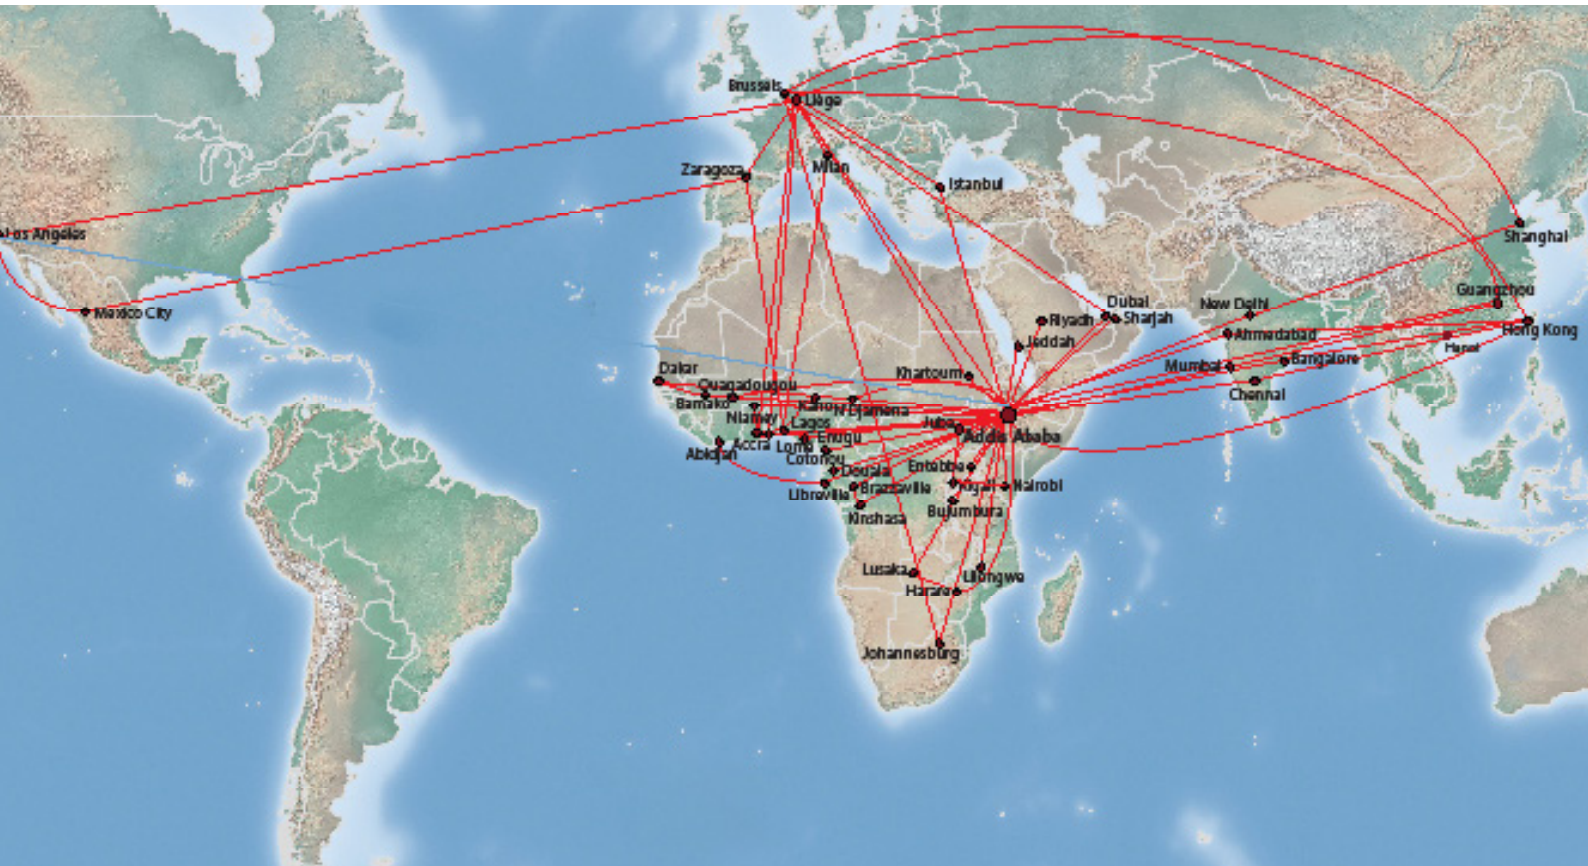 Brussels
Liège
Zaragoza
Milan
Istanbul
Los Angeles
Mexico City
Shanghai
Guangzhou
Hong Kong
Hanoi
New Delhi
Ahmedabad
Mumbai
Bangalore
Chennai
Dubai
Sharjah
Riyadh
Jeddah
Khartoum
Dakar
Ouagadougou
Bamako
Niamey
Kano
N'Djamena
Lagos
Juba
Addis Ababa
Enugu
Accra
Lome
Abidjan
Cotonou
Douala
Entebbe
Libreville
Brazzaville
Kigali
Nairobi
Kinshasa
Bujumbura
Lusaka
Lilongwe
Harare
Johannesburg